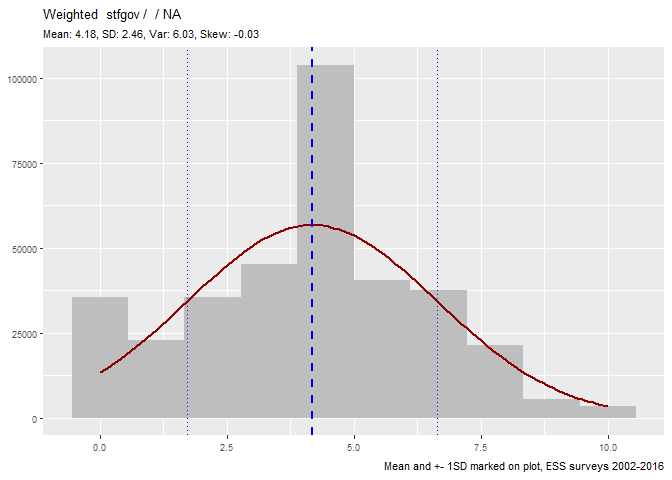 Weighted  stfgov /  / NA
Mean: 4.18, SD: 2.46, Var: 6.03, Skew: -0.03
100000
75000
50000
25000
0
0.0 2.5 5.0 7.5 10.0
Mean and +- 1SD marked on plot, ESS surveys 2002-2016